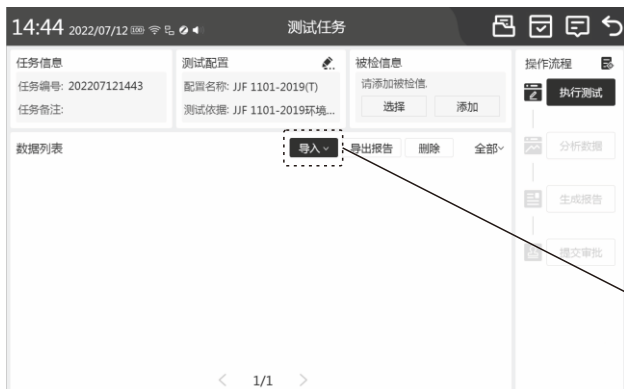 14:44 2022/07/12 测试任务
任务信息
任务编号: 202207121443
任务备注:
测试配置
配置名称: JJF 1101-2019(T)
测试依据: JJF 1101-2019环境...
被检信息
请添加被检信.
选择 添加
数据列表 导入 导出报告 删除 全部
1/1
操作流程
执行测试
分析数据
生成报告
提交审批